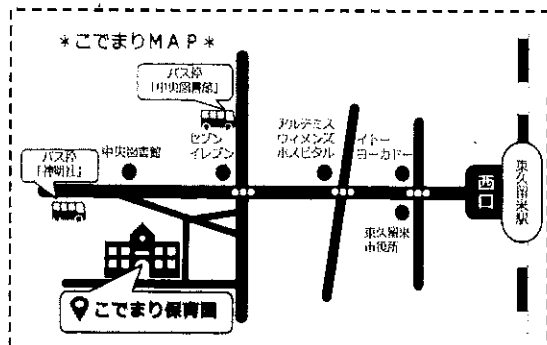 *こでまりMAP*
バス停
「中央図書館」
アルテミス
ウィメンズ
ホスピタル
イトー
ヨーカドー
セブン
イレブン
中央図書館
バス停
「神明社」
西口
東久留米駅
東久留米
市役所
こでまり保育園